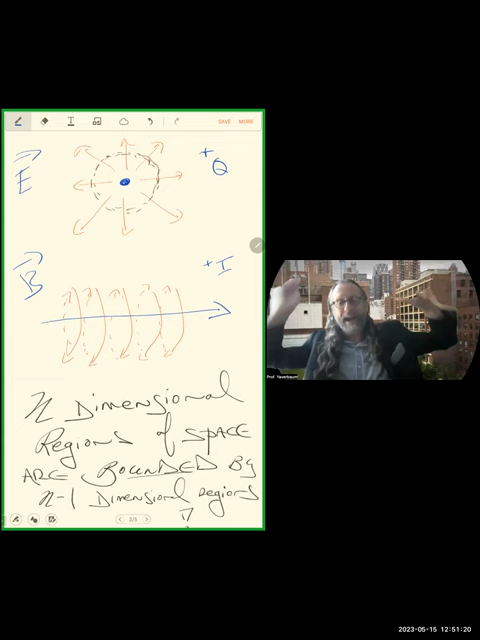 SAVE MORE
E
+Q
B
+I
n Dimensional
Regions of SPACE
ARE BOUNDED By
n-1 Dimensional regions
2/5
Prof. Yaverbaum
2023-05-15 12:51:20